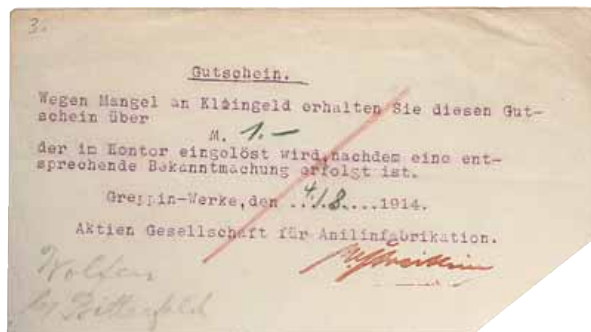 3.
Gutschein.
Wegen Mangel an Kleingeld erhalten Sie diesen Gut-
schein über
M. 1.-
der im Kontor eingelöst wird,nachdem eine ent-
sprechende Bekanntmachung erfolgt ist.
Greppin-Werke,den ..4./8....1914.
Aktien Gesellschaft für Anilinfabrikation.
Wolfen
by Bitterfeld